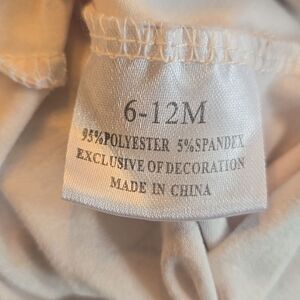 6-12M
95%POLYESTER 5%SPANDEX
EXCLUSIVE OF DECORATION
MADE IN CHINA